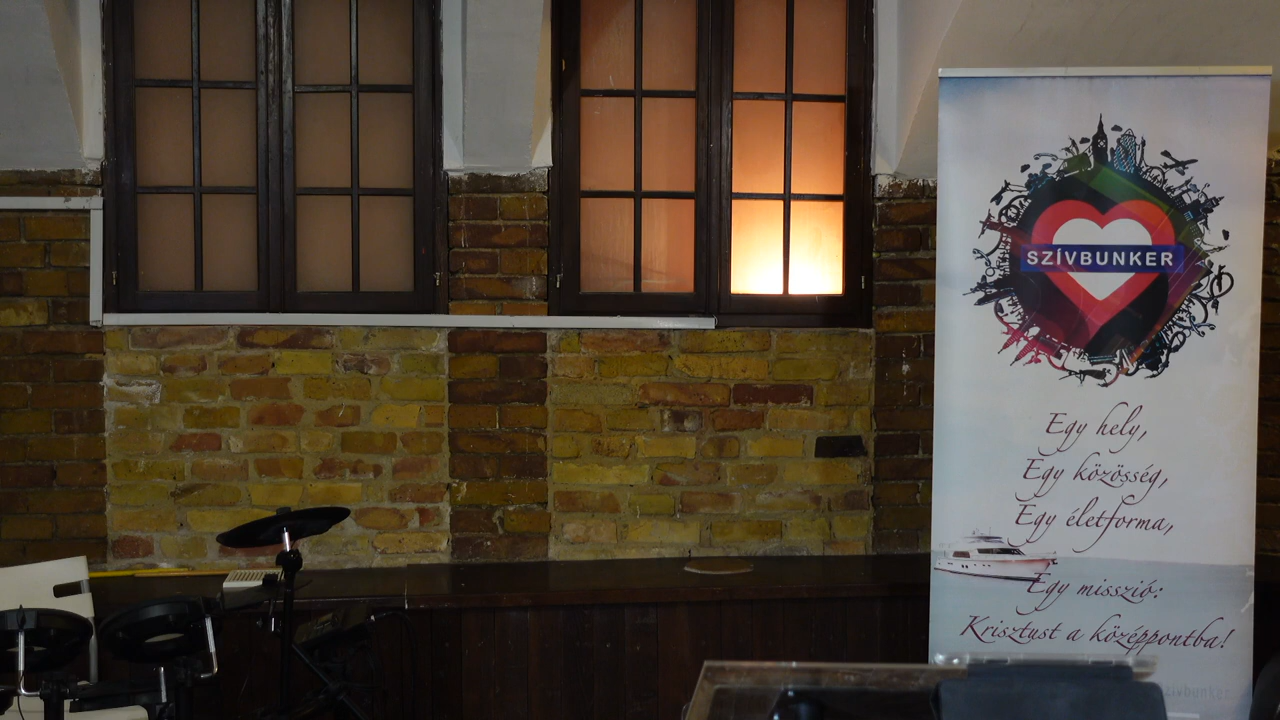 SZÍVBUNKER
Egy hely,
Egy közösség,
Egy életforma,
Egy misszió:
Krisztust a középpontba!